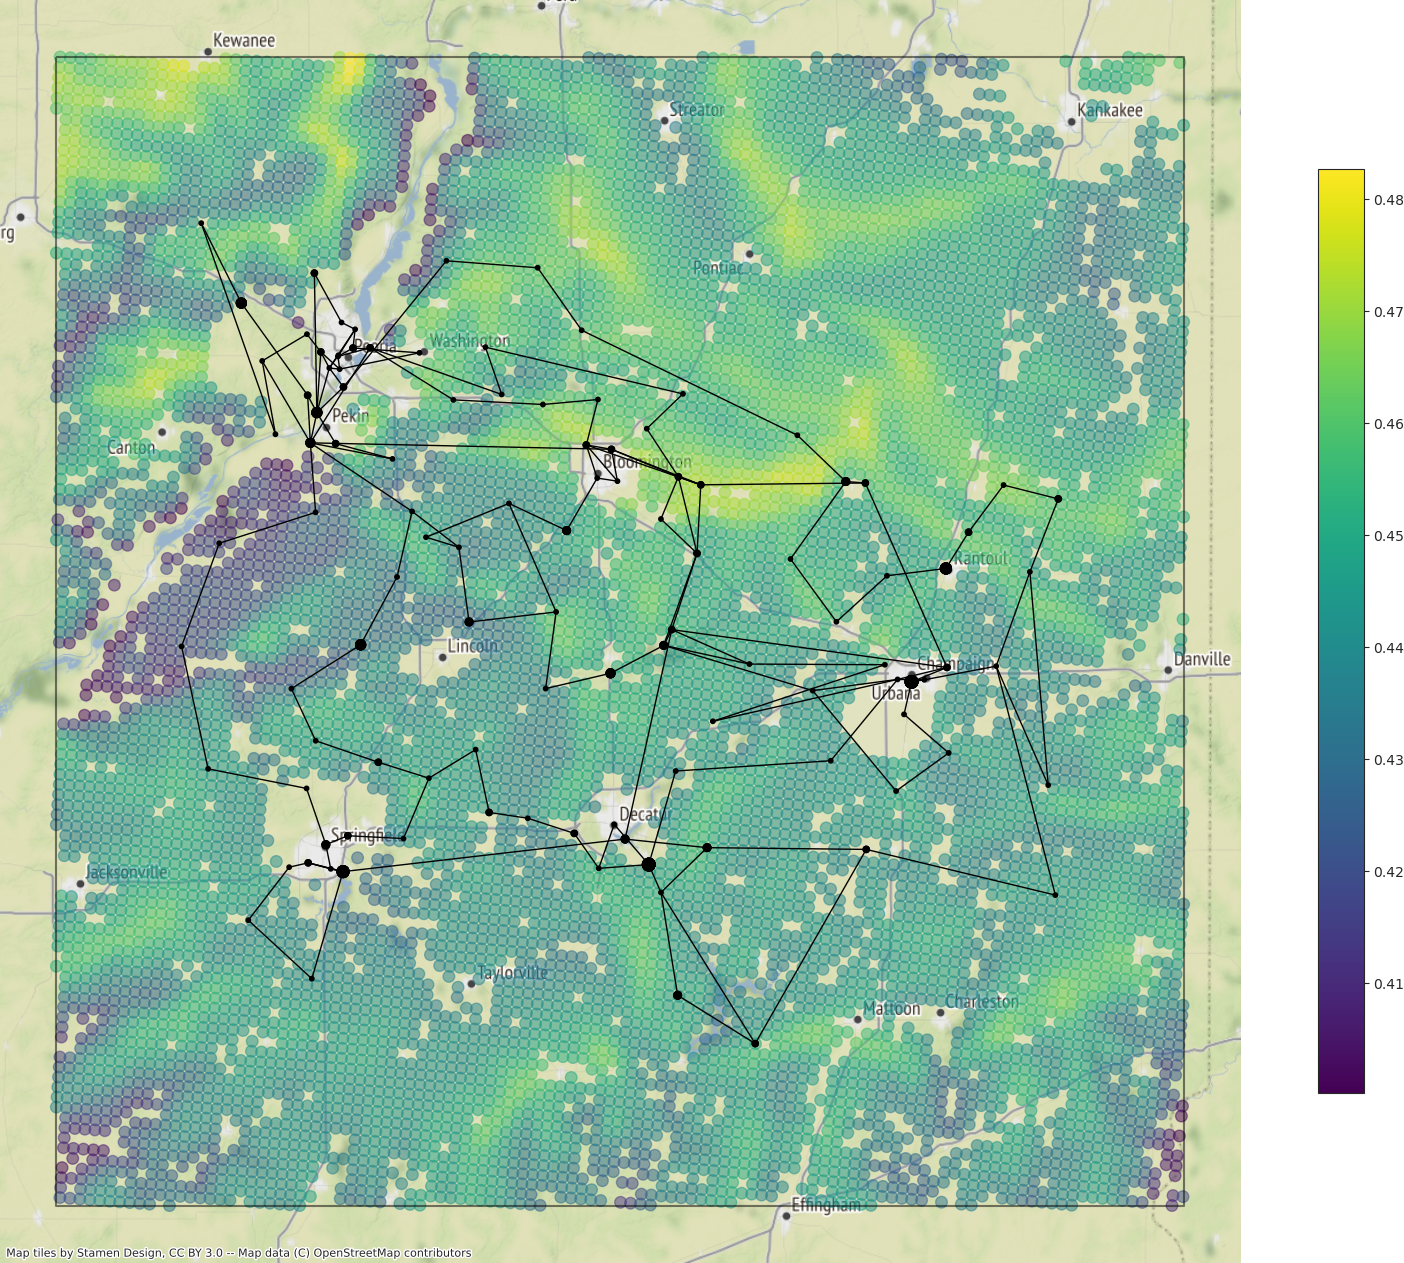 Kewanee
Streator
Kankakee
rg
Pontiac
Peoria
Washington
Pekin
Canton
Bloomington
Rantoul
Lincoln
Champaign
Danville
Urbana
Decatur
Springfield
Jacksonville
Taylorville
Charleston
Mattoon
Effingham
0.48
0.47
0.46
0.45
0.44
0.43
0.42
0.41
Map tiles by Stamen Design, CC BY 3.0 -- Map data (C) OpenStreetMap contributors